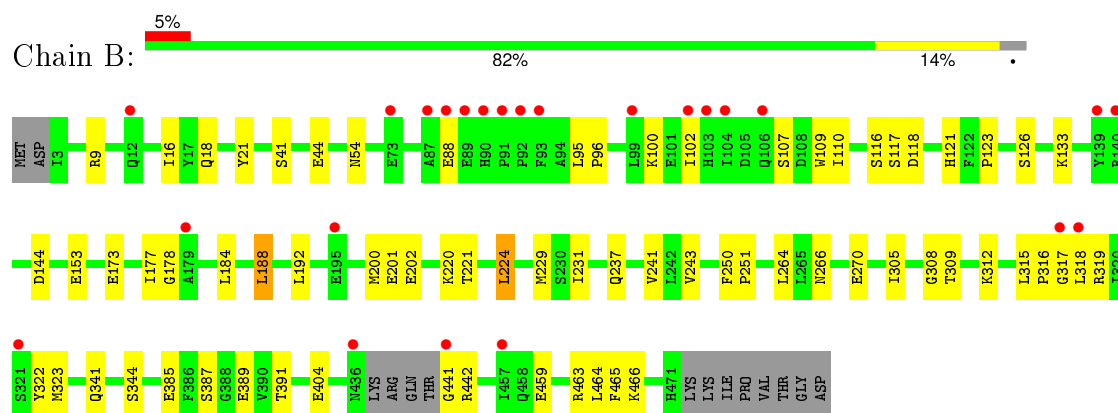 5%
Chain B:
82% 14% •
MET ASP I3 R9 Q12 I16 Y17 Q18 Y21 S41 E44 N54 E73 A87 E88 E89 H90 P91 P92 F93 A94 L95 P96 L99 K100 E101 I102 H103 I104 D105 Q106 S107 D108 W109 I110 S116 S117 D118 H121 F122 P123 S126 K133 Y139 R140
D144 E153 E173 I177 G178 A179 L184 L188 L192 E195 M200 E201 E202 K220 T221 L224 M229 S230 I231 Q237 V241 L242 V243 F250 P251 L264 L265 N266 E270 I305 G308 T309 K312 L315 P316 G317 L318 R319 I320
S321 Y322 M323 Q341 S344 E385 F386 S387 G388 E389 V390 T391 E404 N436 LYS ARG GLN THR G441 R442 I457 Q458 E459 R463 L464 F465 K466 H471 LYS LYS ILE PRO VAL THR GLY ASP